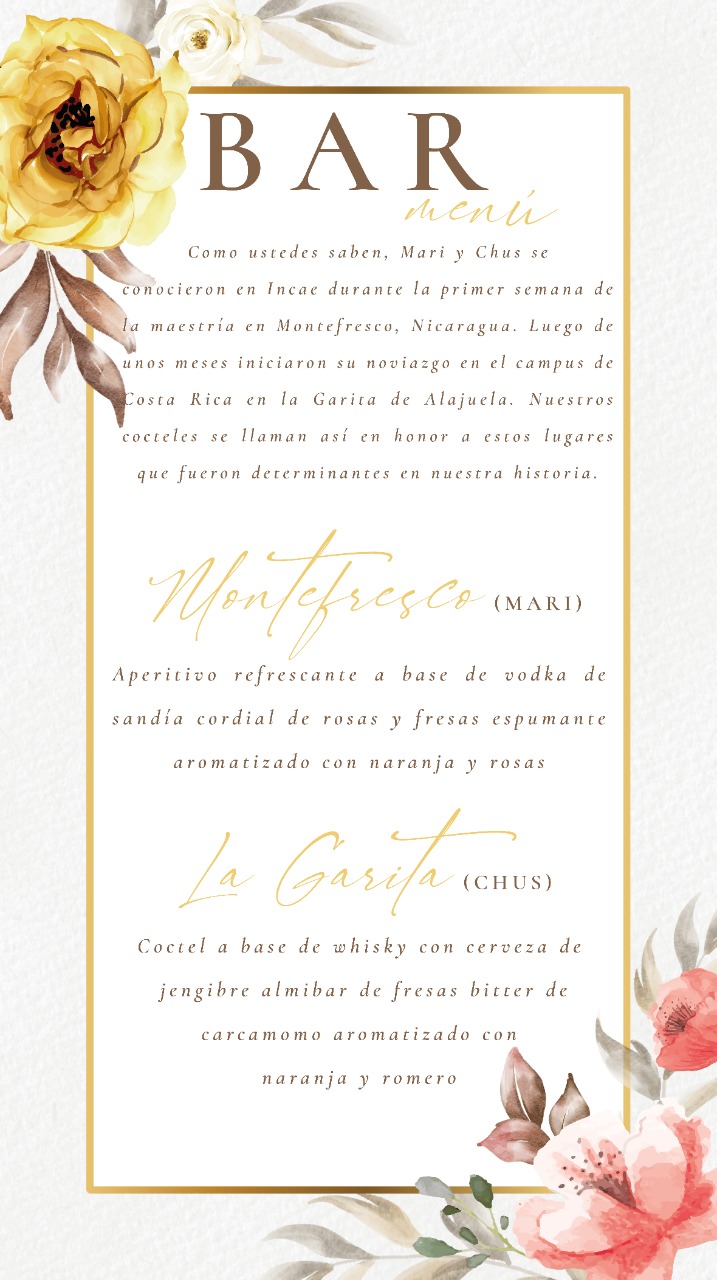 BAR
menú
Como ustedes saben, Mari y Chus se
conocieron en Incae durante la primer semana de
la maestría en Montefresco, Nicaragua. Luego de
unos meses iniciaron su noviazgo en el campus de
Costa Rica en la Garita de Alajuela. Nuestros
cocteles se llaman así en honor a estos lugares
que fueron determinantes en nuestra historia.
Montefresco (MARI)
Aperitivo refrescante a base de vodka de
sandía cordial de rosas y fresas espumante
aromatizado con naranja y rosas
La Garita (CHUS)
Coctel a base de whisky con cerveza de
jengibre almibar de fresas bitter de
carcamomo aromatizado con
naranja y romero